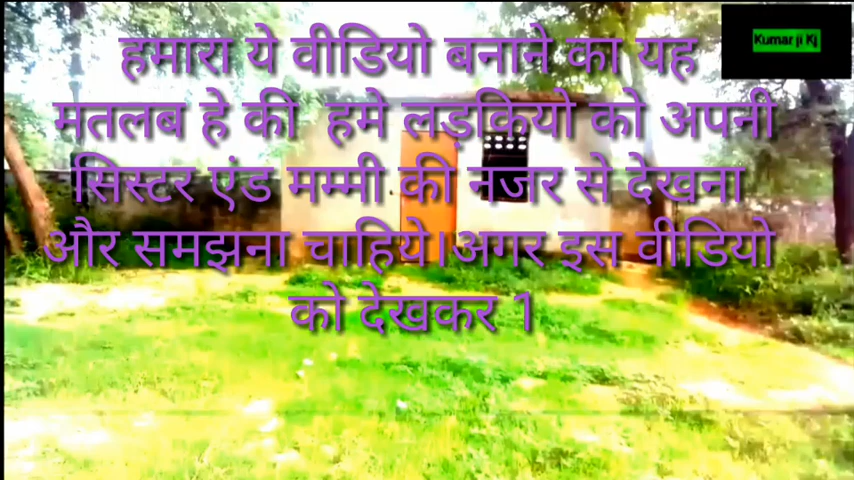 Kumar ji Kj
हमारा ये वीडियो बनाने का यह
मतलब हे की हमे लड़कियो को अपनी
सिस्टर एंड मम्मी की नजर से देखना
और समझना चाहिये।अगर इस वीडियो
को देखकर 1